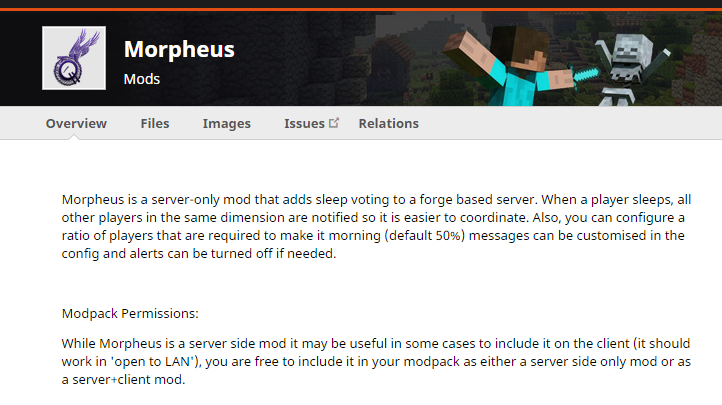 Morpheus
Mods
Overview Files Images Issues Relations
Morpheus is a server-only mod that adds sleep voting to a forge based server. When a player sleeps, all
other players in the same dimension are notified so it is easier to coordinate. Also, you can configure a
ratio of players that are required to make it morning (default 50%) messages can be customised in the
config and alerts can be turned off if needed.
Modpack Permissions:
While Morpheus is a server side mod it may be useful in some cases to include it on the client (it should
work in 'open to LAN'), you are free to include it in your modpack as either a server side only mod or as
a server+client mod.